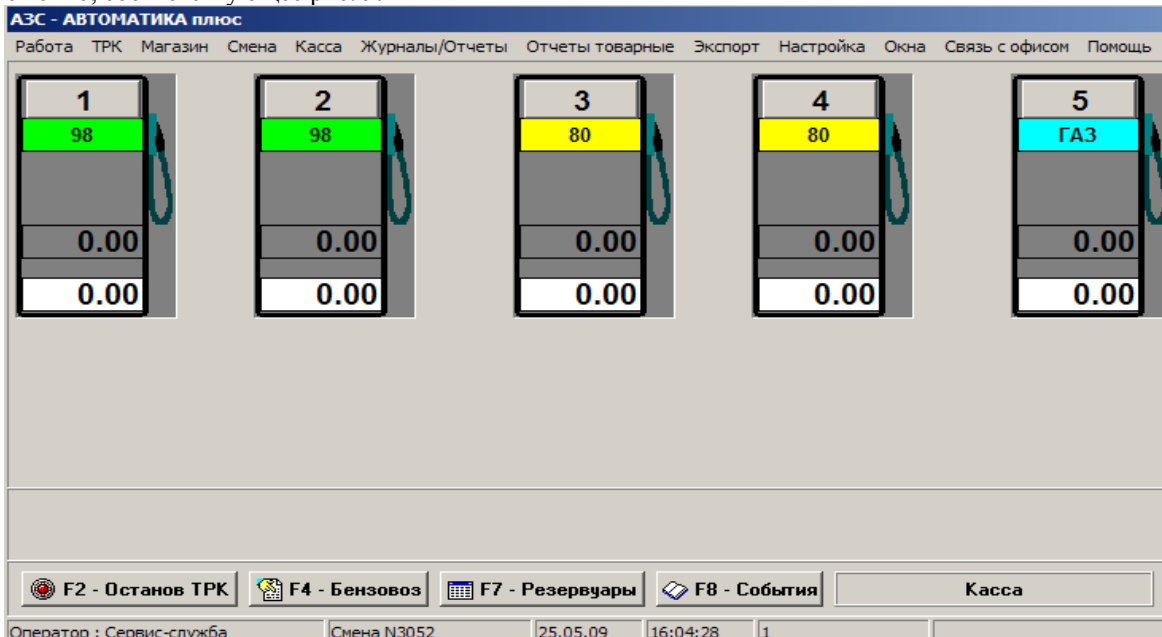 АЗС - АВТОМАТИКА плюс
Работа ТРК Магазин Смена Касса Журналы/Отчеты Отчеты товарные Экспорт Настройка Окна Связь с офисом Помощь
1 2 3 4 5
98 98 80 80 ГАЗ
0.00 0.00 0.00 0.00 0.00
0.00 0.00 0.00 0.00 0.00
F2 - Останов ТРК F4 - Бензовоз F7 - Резервуары F8 - События Касса
Оператор : Сервис-служба Смена N3052 25.05.09 16:04:28 1